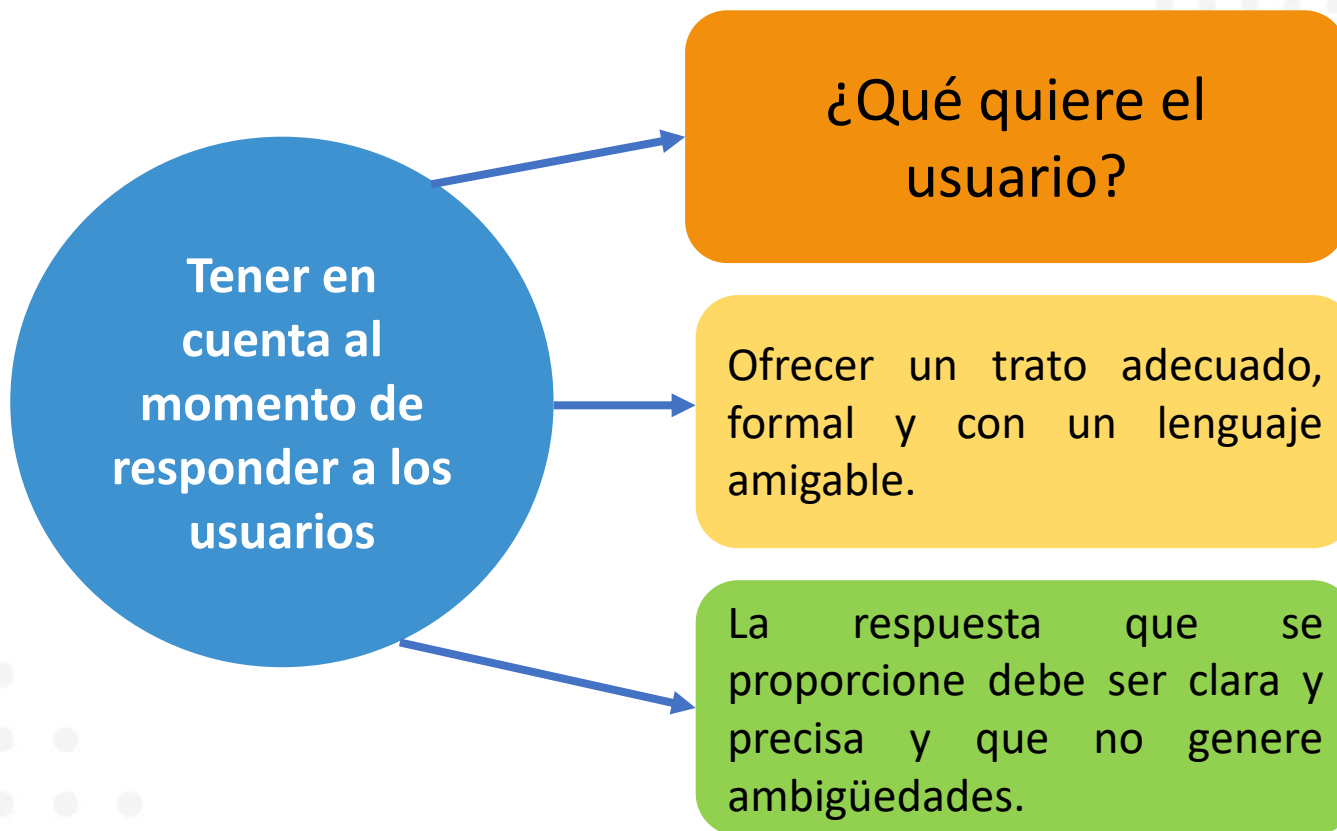 Tener en
cuenta al
momento de
responder a los
usuarios
¿Qué quiere el
usuario?
Ofrecer un trato adecuado,
formal y con un lenguaje
amigable.
La respuesta que se
proporcione debe ser clara y
precisa y que no genere
ambigüedades.